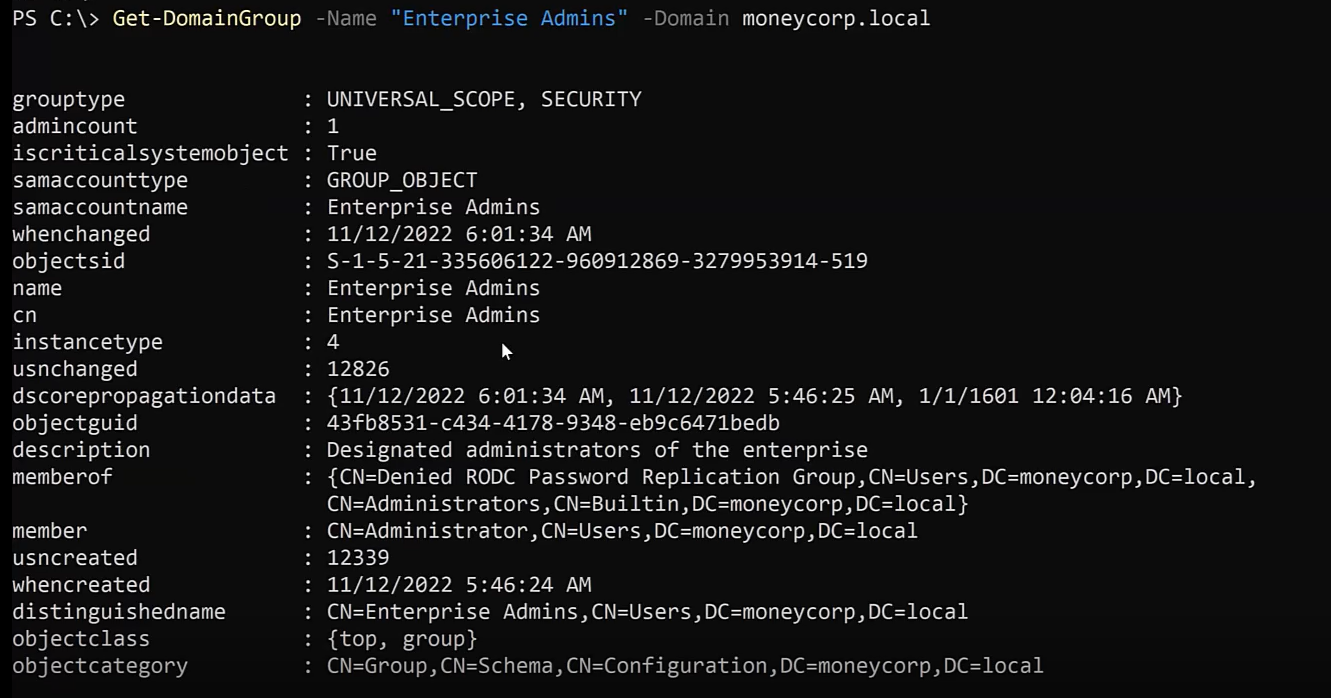 PS C:\> Get-DomainGroup -Name "Enterprise Admins" -Domain moneycorp.local
grouptype : UNIVERSAL_SCOPE, SECURITY
admincount : 1
iscriticalsystemobject : True
samaccounttype : GROUP_OBJECT
samaccountname : Enterprise Admins
whenchanged : 11/12/2022 6:01:34 AM
objectsid : S-1-5-21-335606122-960912869-3279953914-519
name : Enterprise Admins
cn : Enterprise Admins
instancetype : 4
usnchanged : 12826
dscorepropagationdata : {11/12/2022 6:01:34 AM, 11/12/2022 5:46:25 AM, 1/1/1601 12:04:16 AM}
objectguid : 43fb8531-c434-4178-9348-eb9c6471bedb
description : Designated administrators of the enterprise
memberof : {CN=Denied RODC Password Replication Group,CN=Users,DC=moneycorp,DC=local,
CN=Administrators,CN=Builtin,DC=moneycorp,DC=local}
member : CN=Administrator,CN=Users,DC=moneycorp,DC=local
usncreated : 12339
whencreated : 11/12/2022 5:46:24 AM
distinguishedname : CN=Enterprise Admins,CN=Users,DC=moneycorp,DC=local
objectclass : {top, group}
objectcategory : CN=Group,CN=Schema,CN=Configuration,DC=moneycorp,DC=local